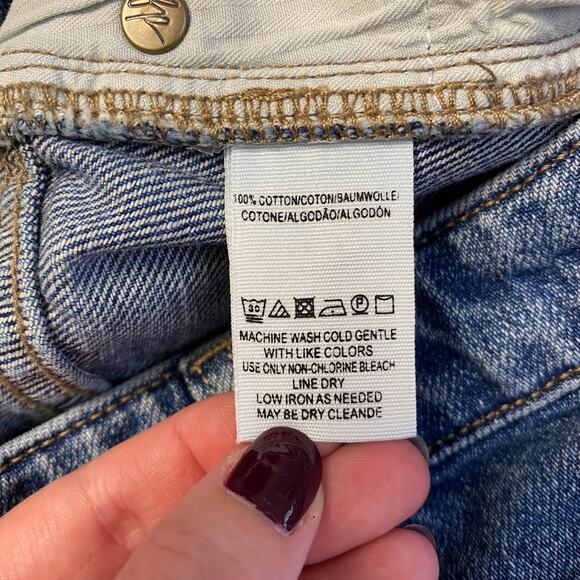 100% COTTON/COTON/BAUMWOLLE/
COTONE/ALGODÃO/ALGODÓN
30
P
MACHINE WASH COLD GENTLE
WITH LIKE COLORS
USE ONLY NON-CHLORINE BLEACH
LINE DRY
LOW IRON AS NEEDED
MAY BE DRY CLEANDE